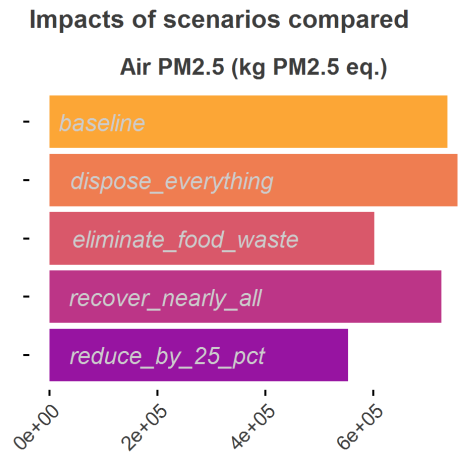 Impacts of scenarios compared
Air PM2.5 (kg PM2.5 eq.)
baseline
dispose_everything
eliminate_food_waste
recover_nearly_all
reduce_by_25_pct
0e+00
2e+05
4e+05
6e+05